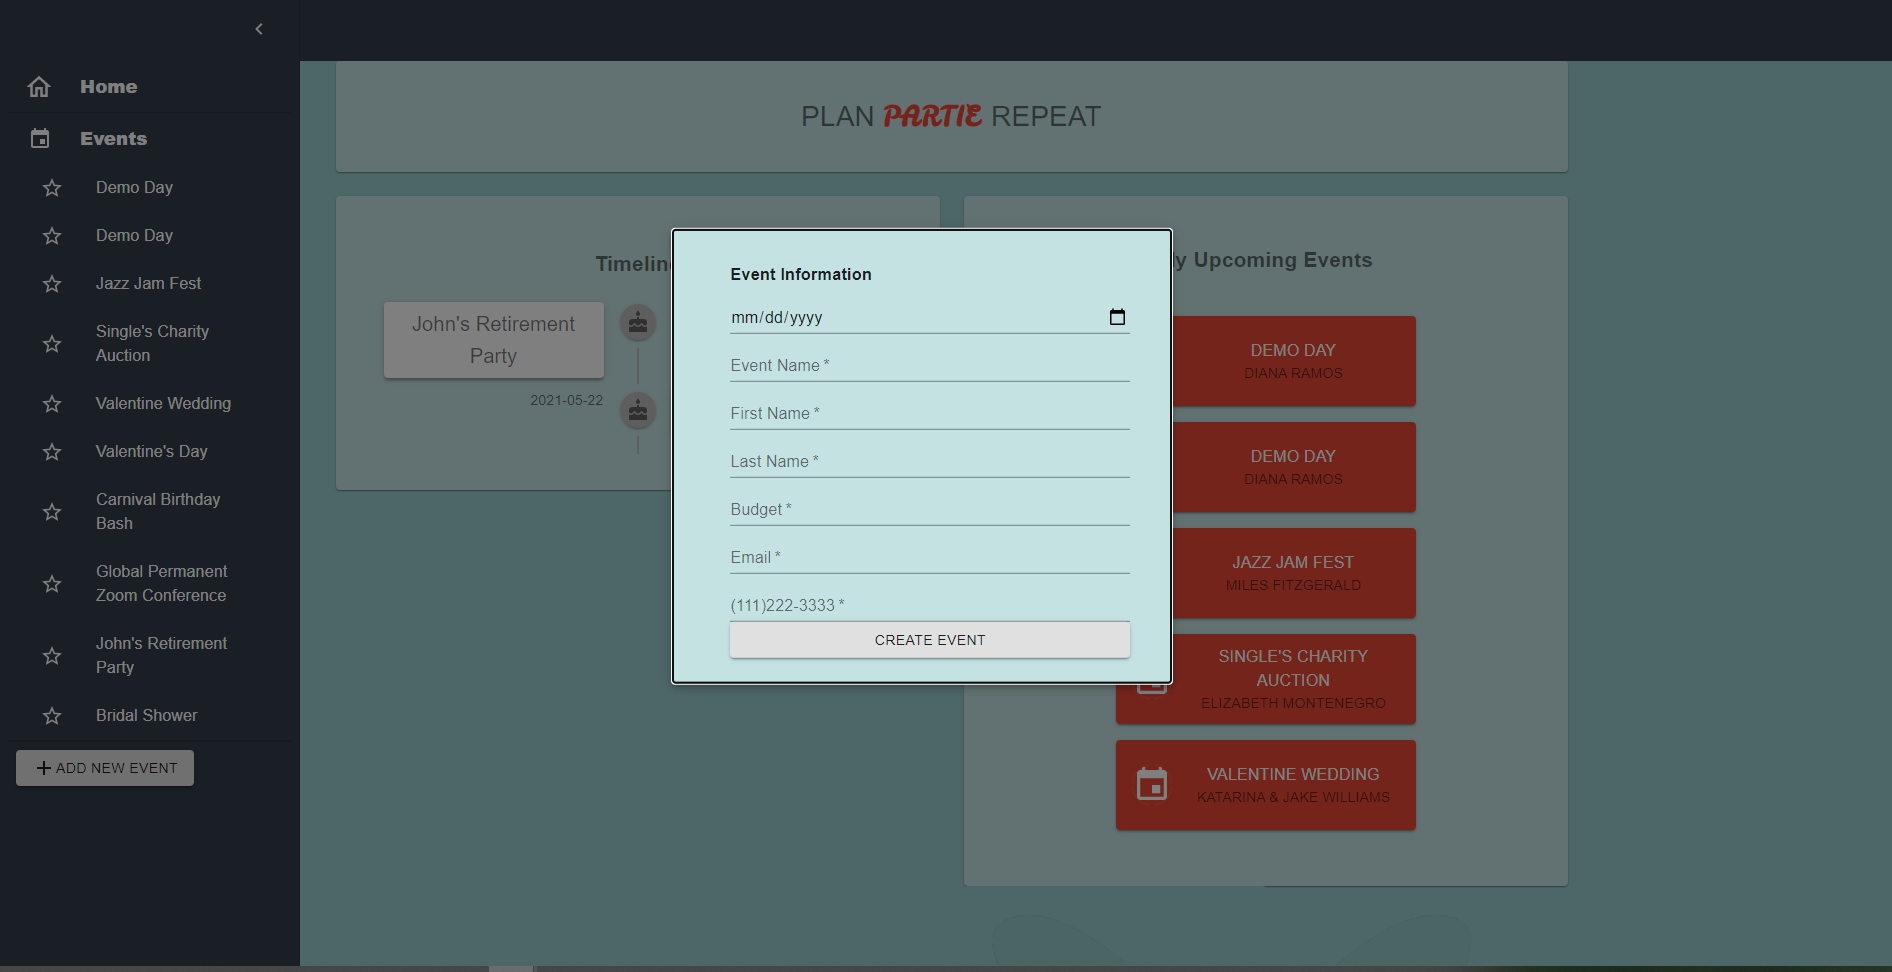 Home
Events
Demo Day
Demo Day
Jazz Jam Fest
Single's Charity
Auction
Valentine Wedding
Valentine's Day
Carnival Birthday
Bash
Global Permanent
Zoom Conference
John's Retirement
Party
Bridal Shower
ADD NEW EVENT
PLAN PARTIE REPEAT
John's Retirement
Party
2021-05-22
Event Information
mm/dd/yyyy
Event Name *
First Name *
Last Name *
Budget *
Email *
(111)222-3333 *
CREATE EVENT
Upcoming Events
DEMO DAY
DIANA RAMOS
DEMO DAY
DIANA RAMOS
JAZZ JAM FEST
MILES FITZGERALD
SINGLE'S CHARITY
AUCTION
ELIZABETH MONTENEGRO
VALENTINE WEDDING
KATARINA & JAKE WILLIAMS